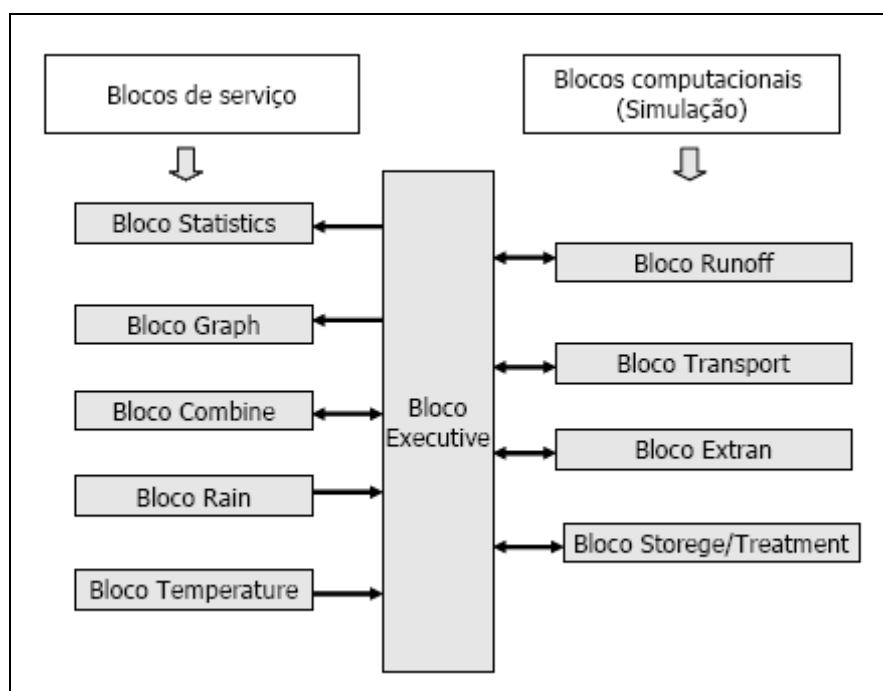 Blocos de serviço
Blocos computacionais
(Simulação)
Bloco Statistics
Bloco Graph
Bloco Combine
Bloco Rain
Bloco Temperature
Bloco
Executive
Bloco Runoff
Bloco Transport
Bloco Extran
Bloco Storege/Treatment